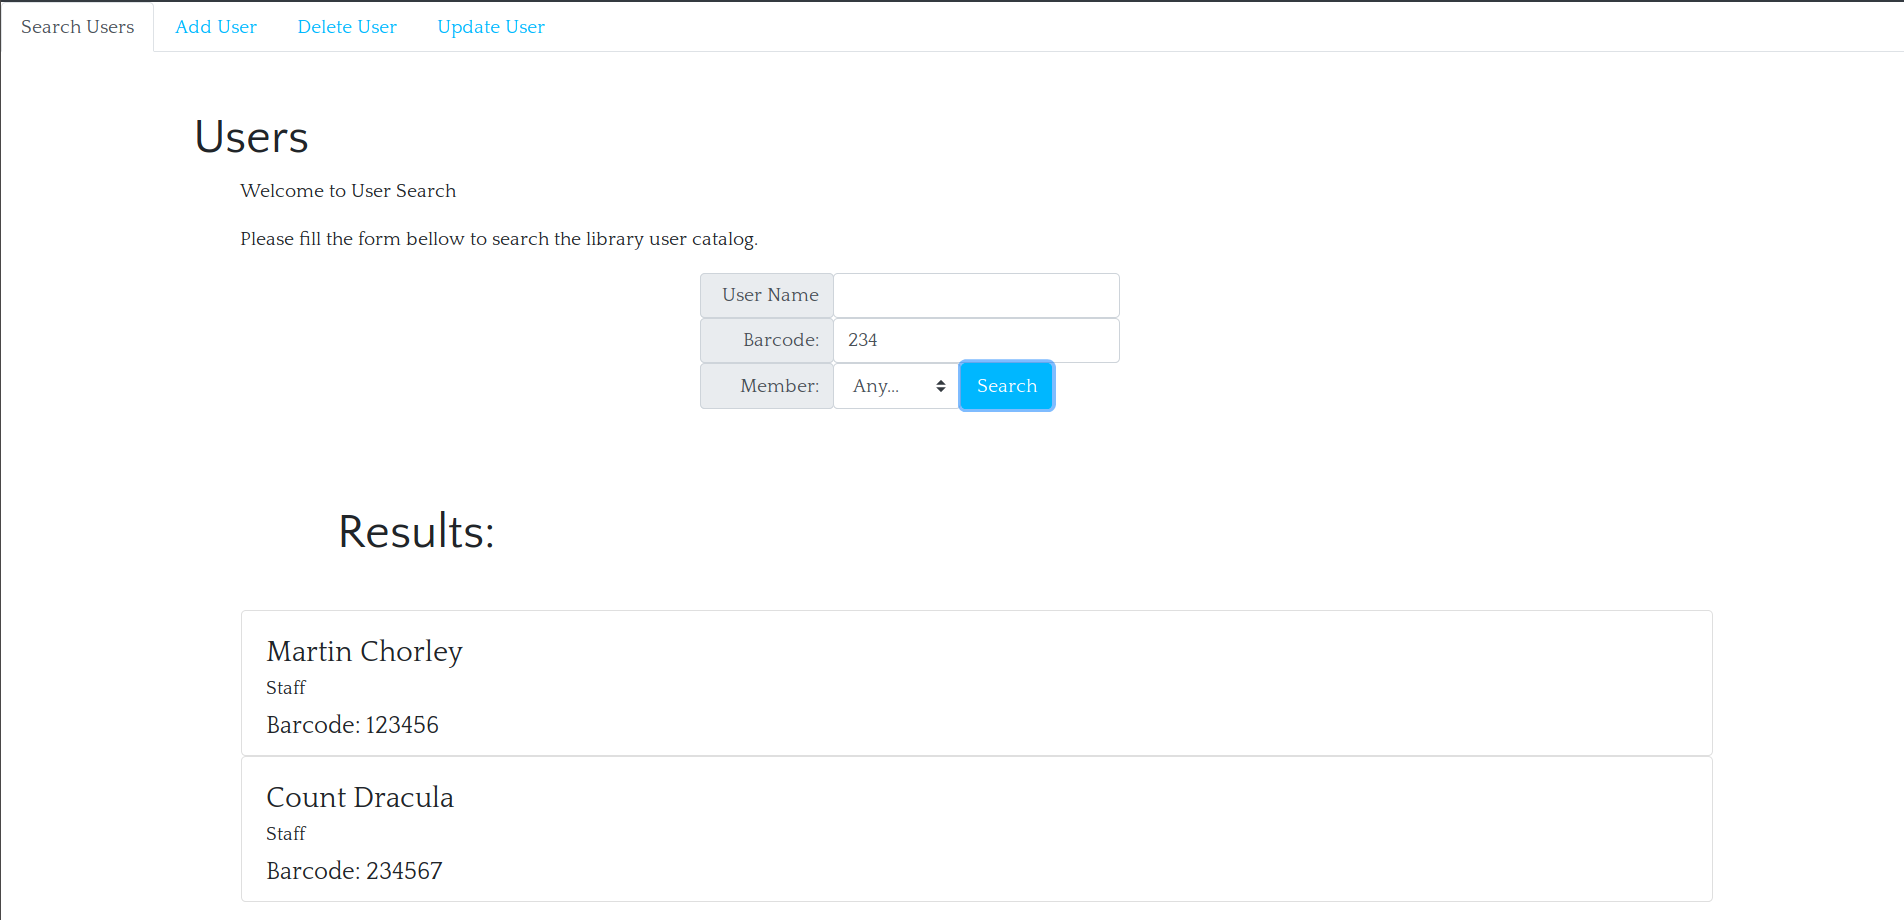 Search Users Add User Delete User Update User
Users
Welcome to User Search
Please fill the form bellow to search the library user catalog.
User Name
Barcode: 234
Member: Any... Search
Results:
Martin Chorley
Staff
Barcode: 123456
Count Dracula
Staff
Barcode: 234567